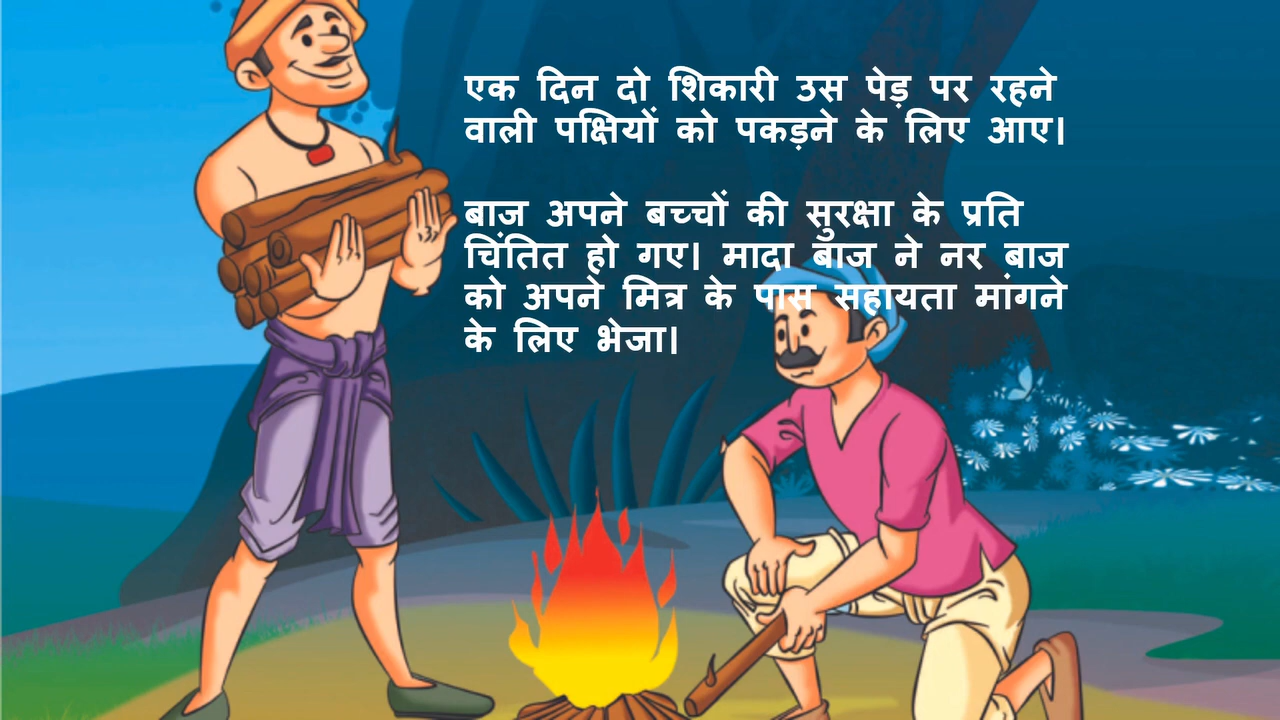 एक दिन दो शिकारी उस पेड़ पर रहने
वाली पक्षियों को पकड़ने के लिए आए।
बाज अपने बच्चों की सुरक्षा के प्रति
चिंतित हो गए। मादा बाज ने नर बाज
को अपने मित्र के पास सहायता मांगने
के लिए भेजा।